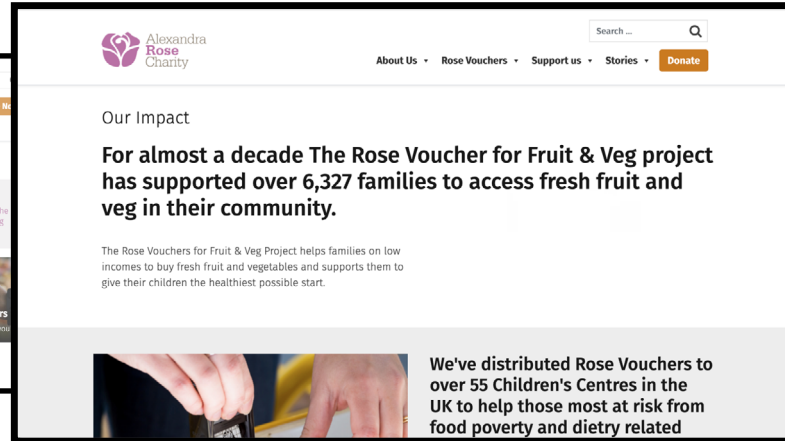 Alexandra
Rose
Charity
Search ...
About Us
Rose Vouchers
Support us
Stories
Donate
Our Impact
For almost a decade The Rose Voucher for Fruit & Veg project
has supported over 6,327 families to access fresh fruit and
veg in their community.
The Rose Vouchers for Fruit & Veg Project helps families on low
incomes to buy fresh fruit and vegetables and supports them to
give their children the healthiest possible start.
We've distributed Rose Vouchers to
over 55 Children's Centres in the
UK to help those most at risk from
food poverty and dietry related